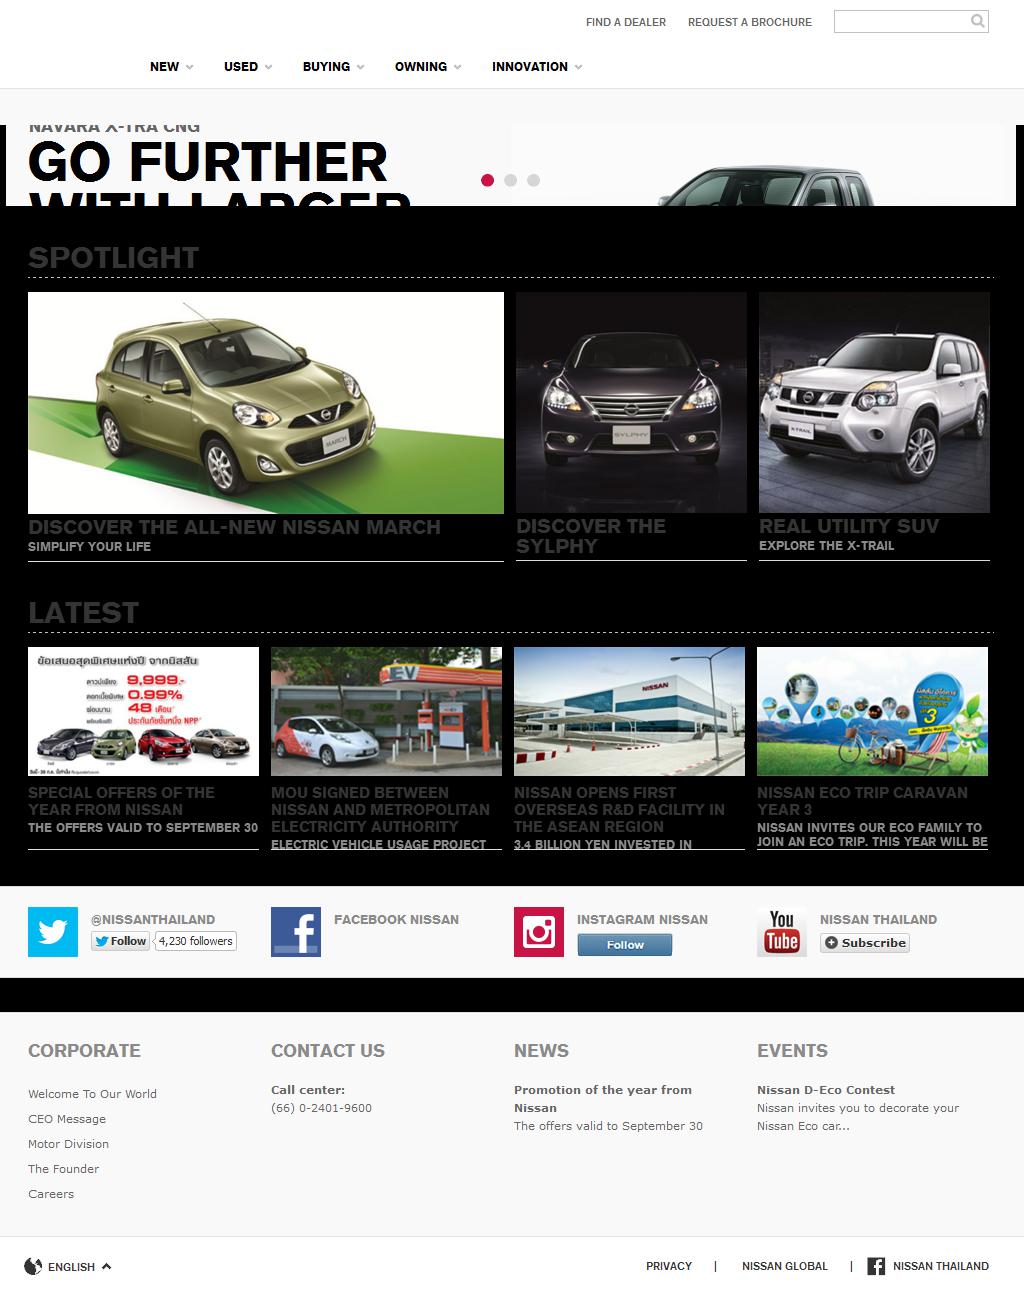 FIND A DEALER
REQUEST A BROCHURE
NEW
USED
BUYING
OWNING
INNOVATION
NAVARA X-TRA CNG
GO FURTHER
WITH LARGER
SPOTLIGHT
MARCH
SYLPHY
X-TRAIL
DISCOVER THE ALL-NEW NISSAN MARCH
SIMPLIFY YOUR LIFE
DISCOVER THE
SYLPHY
REAL UTILITY SUV
EXPLORE THE X-TRAIL
LATEST
ข้อเสนอสุดพิเศษแห่งปี จากนิสสัน
ดาวน์เพียง 9,999.-
ดอกเบี้ยพิเศษ 0.99%
ผ่อนนาน 48 เดือน
พร้อมรับฟรี ประกันภัยชั้นหนึ่ง NPP
EV
NISSAN
3
SPECIAL OFFERS OF THE
YEAR FROM NISSAN
THE OFFERS VALID TO SEPTEMBER 30
MOU SIGNED BETWEEN
NISSAN AND METROPOLITAN
ELECTRICITY AUTHORITY
ELECTRIC VEHICLE USAGE PROJECT
NISSAN OPENS FIRST
OVERSEAS R&D FACILITY IN
THE ASEAN REGION
3.4 BILLION YEN INVESTED IN
NISSAN ECO TRIP CARAVAN
YEAR 3
NISSAN INVITES OUR ECO FAMILY TO
JOIN AN ECO TRIP. THIS YEAR WILL BE
@NISSANTHAILAND
Follow
4,230 followers
FACEBOOK NISSAN
INSTAGRAM NISSAN
Follow
You
Tube
NISSAN THAILAND
Subscribe
CORPORATE
Welcome To Our World
CEO Message
Motor Division
The Founder
Careers
CONTACT US
Call center:
(66) 0-2401-9600
NEWS
Promotion of the year from
Nissan
The offers valid to September 30
EVENTS
Nissan D-Eco Contest
Nissan invites you to decorate your
Nissan Eco car...
ENGLISH
PRIVACY | NISSAN GLOBAL | NISSAN THAILAND